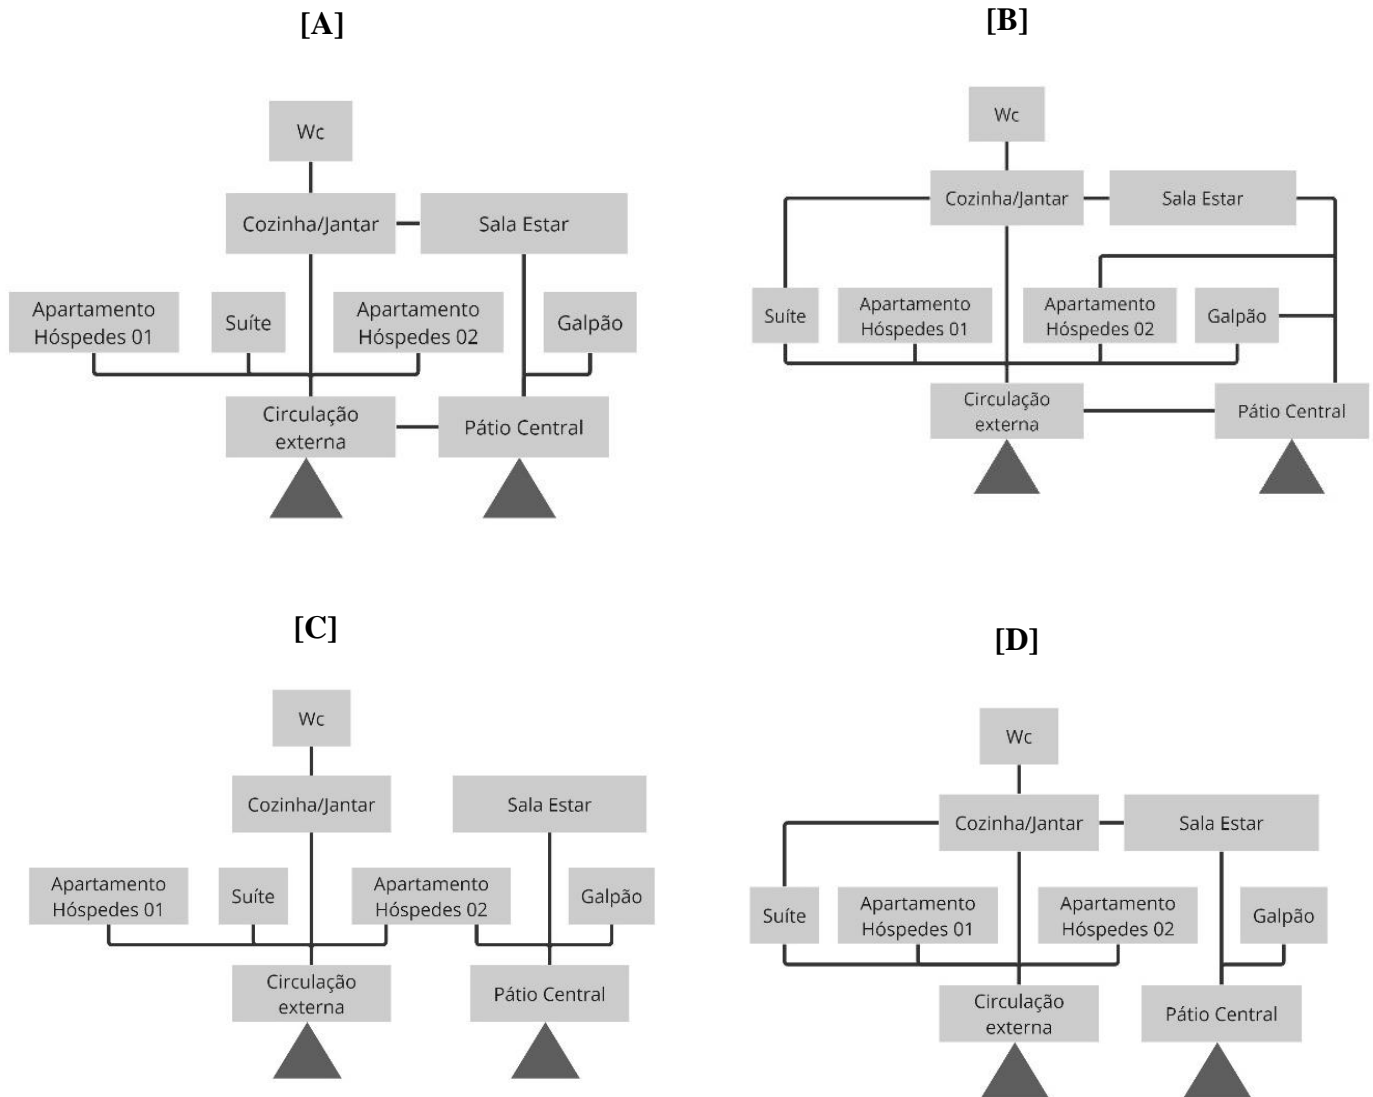 [A]
Wc
Cozinha/Jantar
Sala Estar
Apartamento
Hóspedes 01
Suíte
Apartamento
Hóspedes 02
Galpão
Circulação
externa
Pátio Central
[B]
Wc
Cozinha/Jantar
Sala Estar
Suíte
Apartamento
Hóspedes 01
Apartamento
Hóspedes 02
Galpão
Circulação
externa
Pátio Central
[C]
Wc
Cozinha/Jantar
Sala Estar
Apartamento
Hóspedes 01
Suíte
Apartamento
Hóspedes 02
Galpão
Circulação
externa
Pátio Central
[D]
Wc
Cozinha/Jantar
Sala Estar
Suíte
Apartamento
Hóspedes 01
Apartamento
Hóspedes 02
Galpão
Circulação
externa
Pátio Central